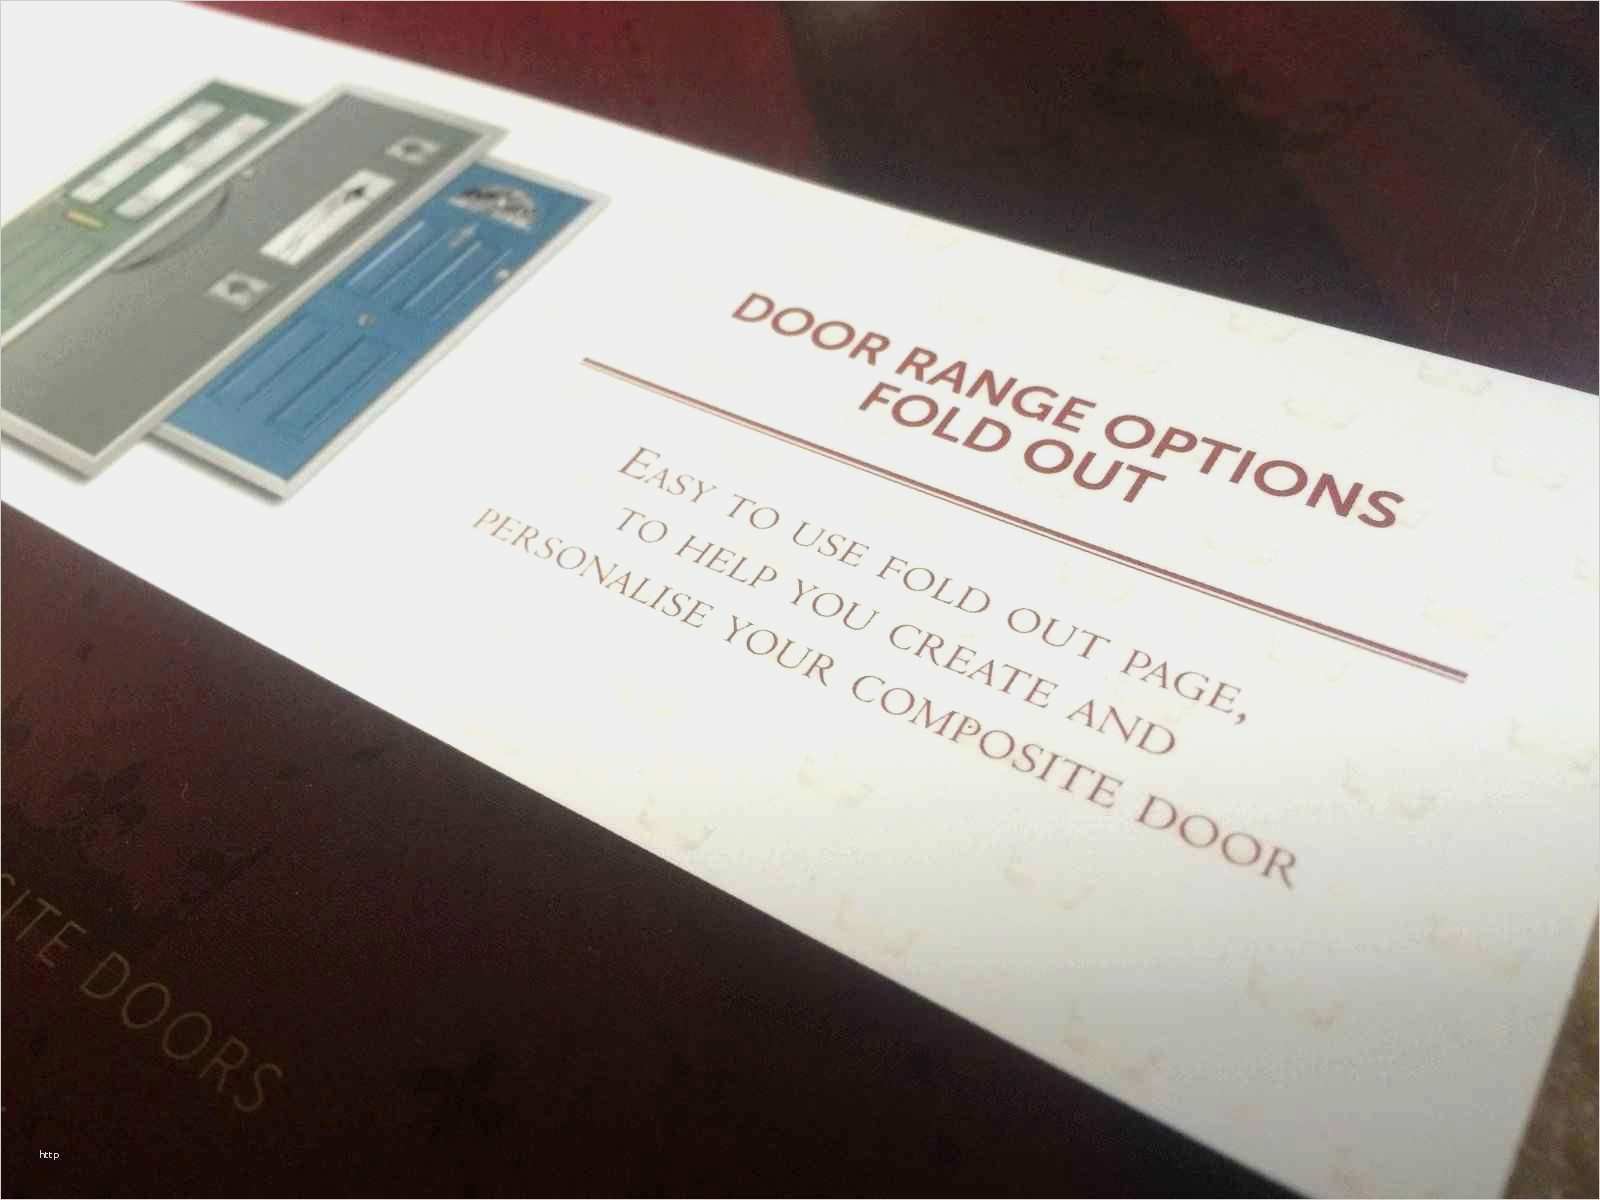 DOOR RANGE OPTIONS
FOLD OUT
EASY TO USE FOLD OUT PAGE,
TO HELP YOU CREATE AND
PERSONALISE YOUR COMPOSITE DOOR
SITE DOORS
http